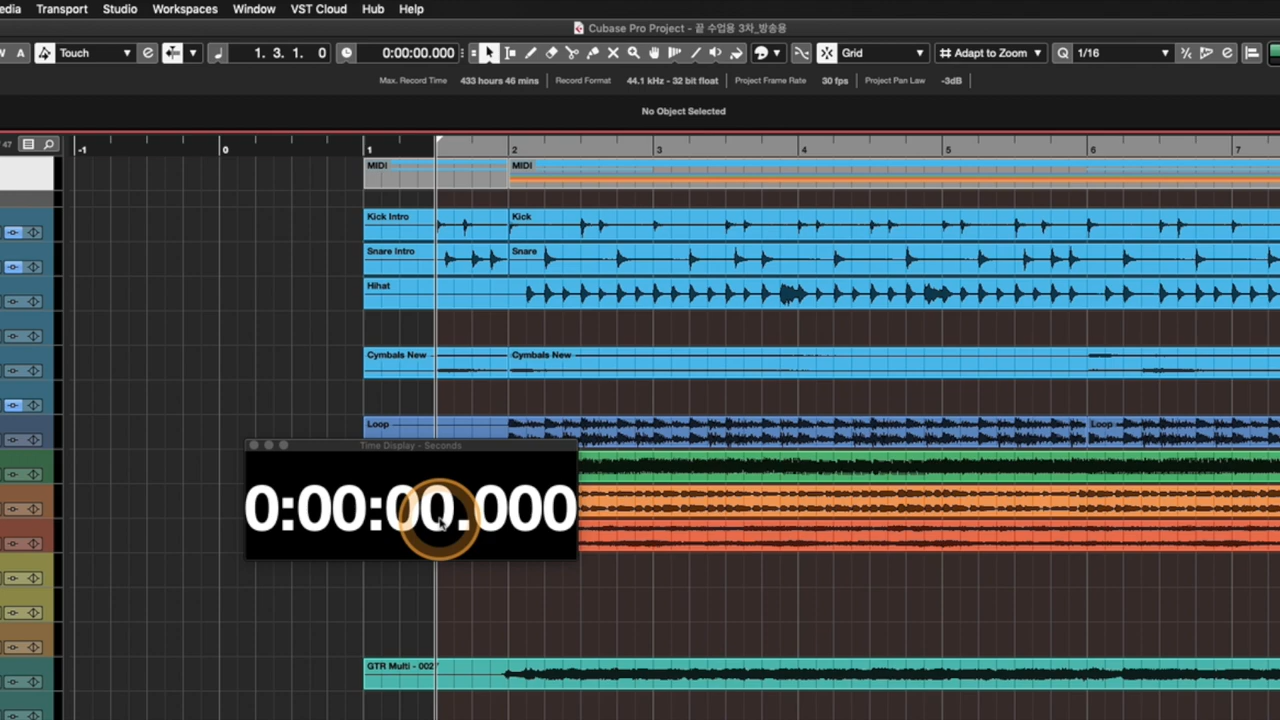 edia Transport Studio Workspaces Window VST Cloud Hub Help
Cubase Pro Project - 끝 수업용 3차_방송용
W A Touch 1. 3. 1. 0 0:00:00.000 Grid Adapt to Zoom 1/16
Max. Record Time 433 hours 46 mins Record Format 44.1 kHz - 32 bit float Project Frame Rate 30 fps Project Pan Law -3dB
No Object Selected
47 -1 0 1 2 3 4 5 6 7
MIDI MIDI
Kick Intro Kick
Snare Intro Snare
Hihat
Cymbals New Cymbals New
Loop Loop
Time Display - Seconds
0:00:00.000
GTR Multi - 002